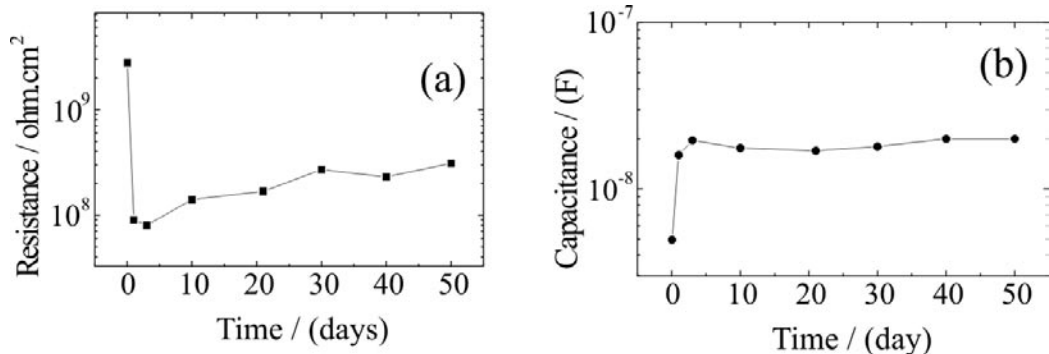 Resistance / ohm.cm²
10⁹
10⁸
(a)
0 10 20 30 40 50
Time / (days)
Capacitance / (F)
10⁻⁷
10⁻⁸
(b)
0 10 20 30 40 50
Time / (day)